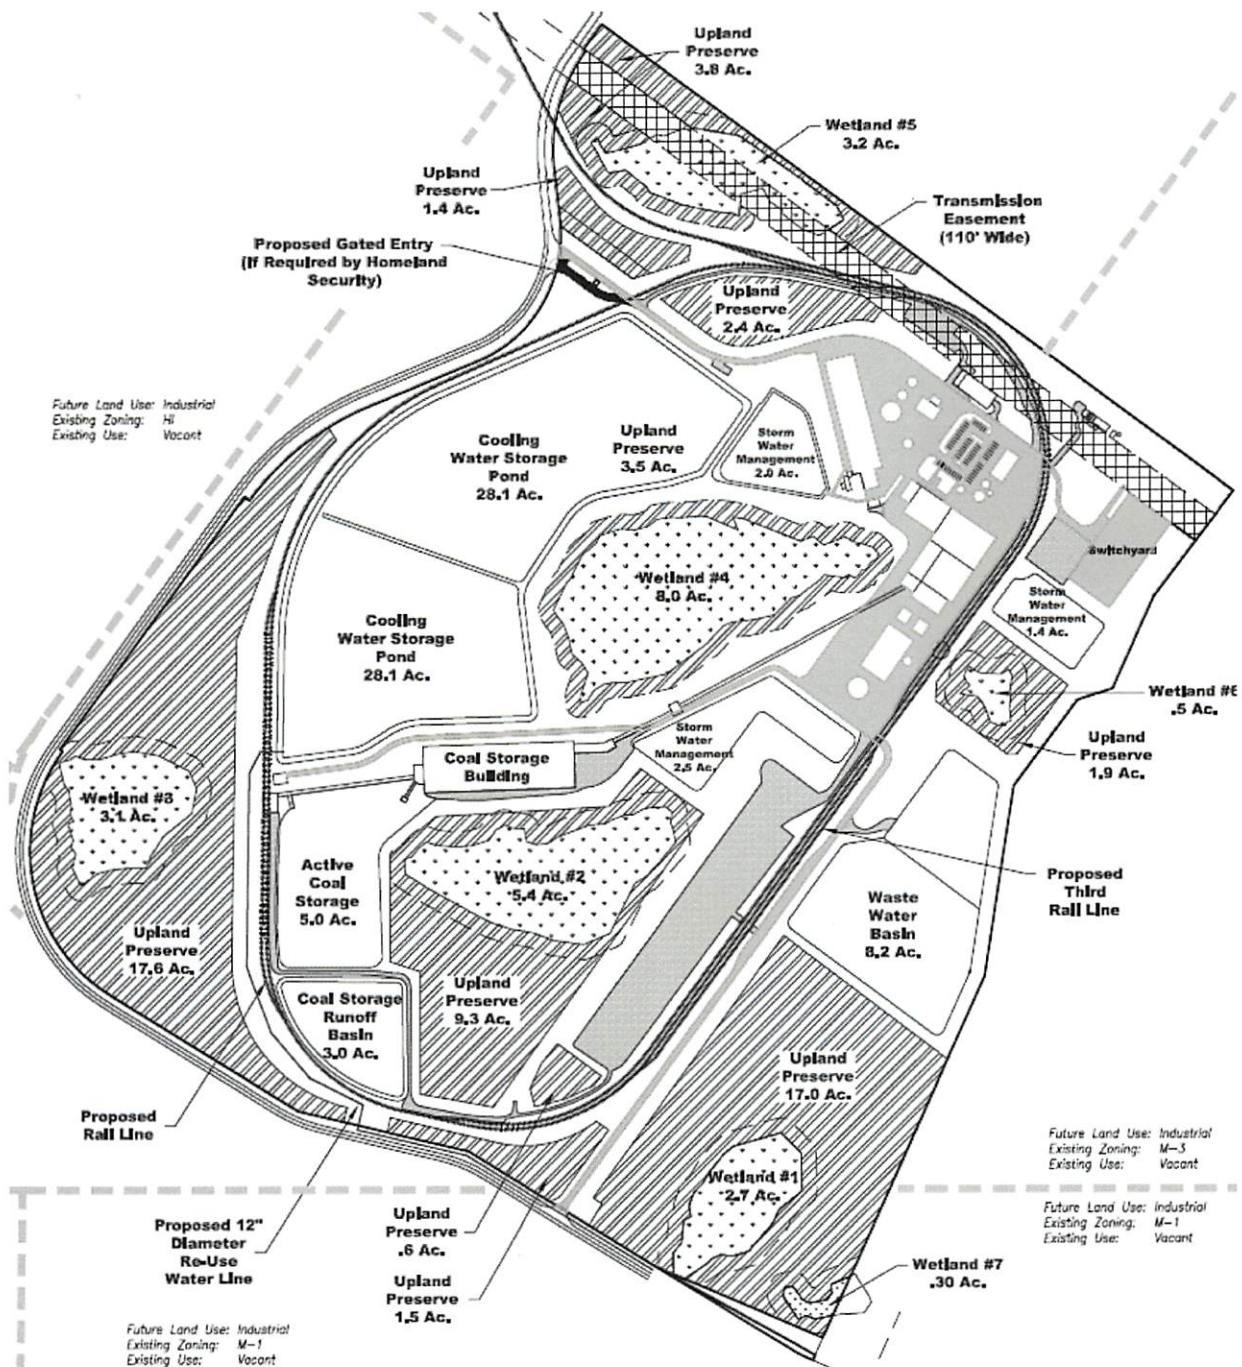 Upland
Preserve
3.8 Ac.
Wetland #5
3.2 Ac.
Upland
Preserve
1.4 Ac.
Transmission
Easement
(110' Wide)
Proposed Gated Entry
(If Required by Homeland
Security)
Upland
Preserve
2.4 Ac.
Future Land Use: Industrial
Existing Zoning: HI
Existing Use: Vacant
Cooling
Water Storage
Pond
28.1 Ac.
Upland
Preserve
3.5 Ac.
Storm
Water
Management
2.0 Ac.
Switchyard
Wetland #4
8.0 Ac.
Storm
Water
Management
1.4 Ac.
Cooling
Water Storage
Pond
28.1 Ac.
Wetland #6
.5 Ac.
Storm
Water
Management
2.5 Ac.
Upland
Preserve
1.9 Ac.
Coal Storage
Building
Wetland #3
3.1 Ac.
Active
Coal
Storage
5.0 Ac.
Wetland #2
5.4 Ac.
Proposed
Third
Rail Line
Waste
Water
Basin
8.2 Ac.
Upland
Preserve
17.6 Ac.
Coal Storage
Runoff
Basin
3.0 Ac.
Upland
Preserve
9.3 Ac.
Upland
Preserve
17.0 Ac.
Proposed
Rail Line
Future Land Use: Industrial
Existing Zoning: M-3
Existing Use: Vacant
Wetland #1
2.7 Ac.
Future Land Use: Industrial
Existing Zoning: M-1
Existing Use: Vacant
Proposed 12"
Diameter
Re-Use
Water Line
Upland
Preserve
.6 Ac.
Upland
Preserve
1.5 Ac.
Wetland #7
.30 Ac.
Future Land Use: Industrial
Existing Zoning: M-1
Existing Use: Vacant